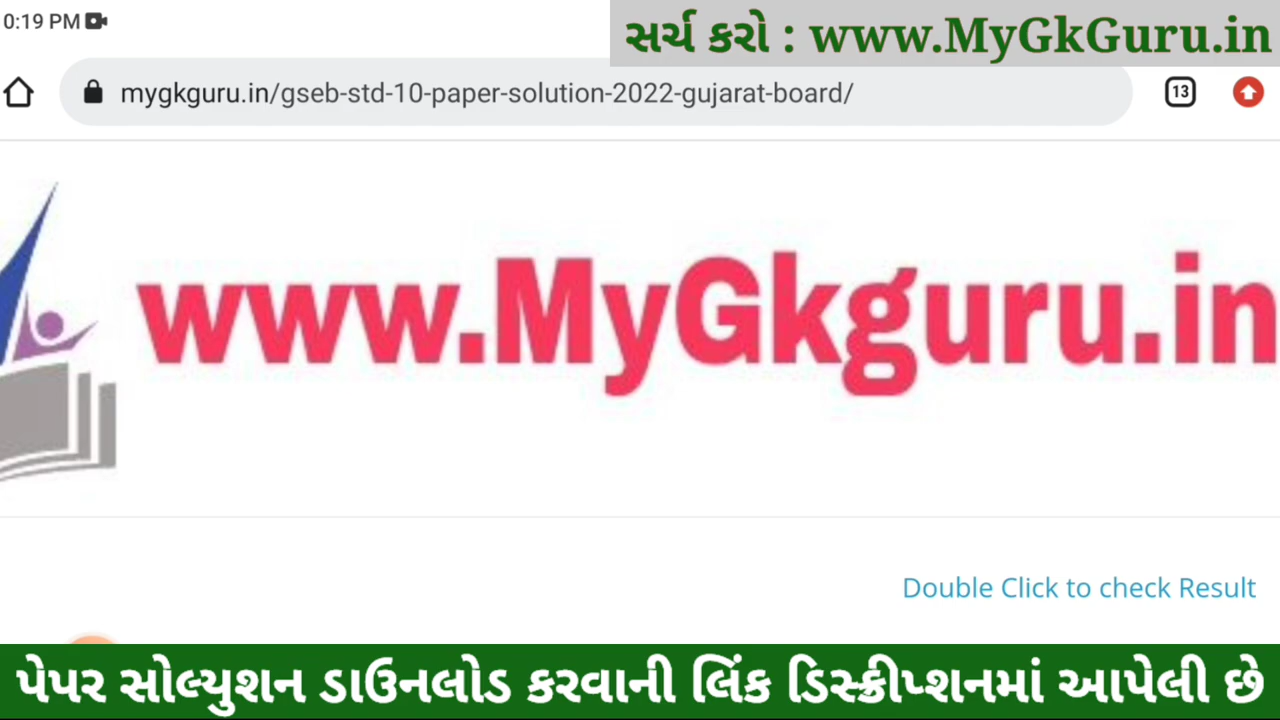 0:19 PM
સર્ચ કરો : www.MyGkGuru.in
mygkguru.in/gseb-std-10-paper-solution-2022-gujarat-board/
13
www.MyGkguru.in
Double Click to check Result
પેપર સોલ્યુશન ડાઉનલોડ કરવાની લિંક ડિસ્ક્રીપ્શનમાં આપેલી છે